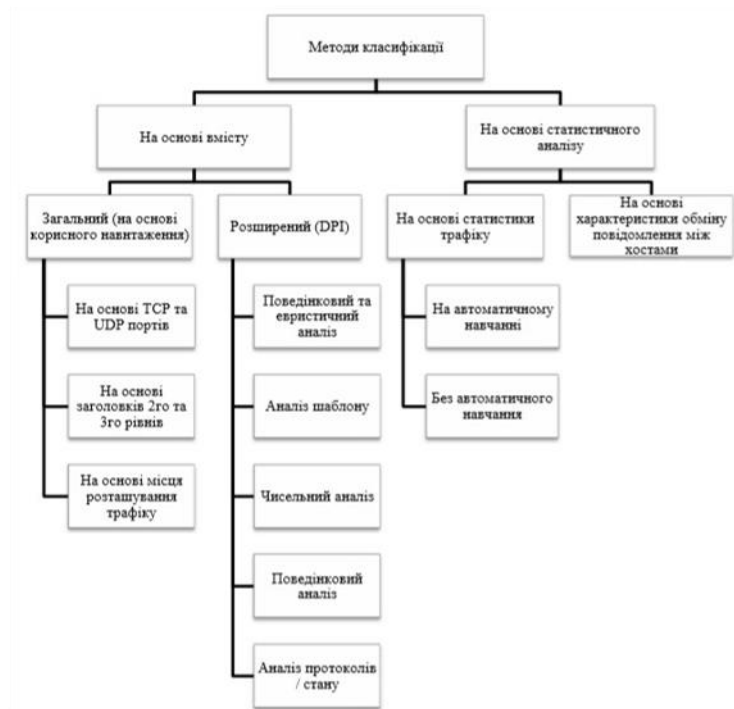 Методи класифікації
На основі вмісту
На основі статистичного
аналізу
Загальний (на основі
корисного навнтаження)
Розширений (DPI)
На основі статистики
трафіку
На основі
характеристики обміну
повідомлення між
хостами
На основі TCP та
UDP портів
Поведінковий та
евристичний
аналіз
На автоматичному
навчанні
На основі
заголовків 2го та
3го рівнів
Аналіз шаблону
Без автоматичного
навчання
На основі місця
розташування
трафіку
Чисельний аналіз
Поведінковий
аналіз
Аналіз протоколів
/ стану